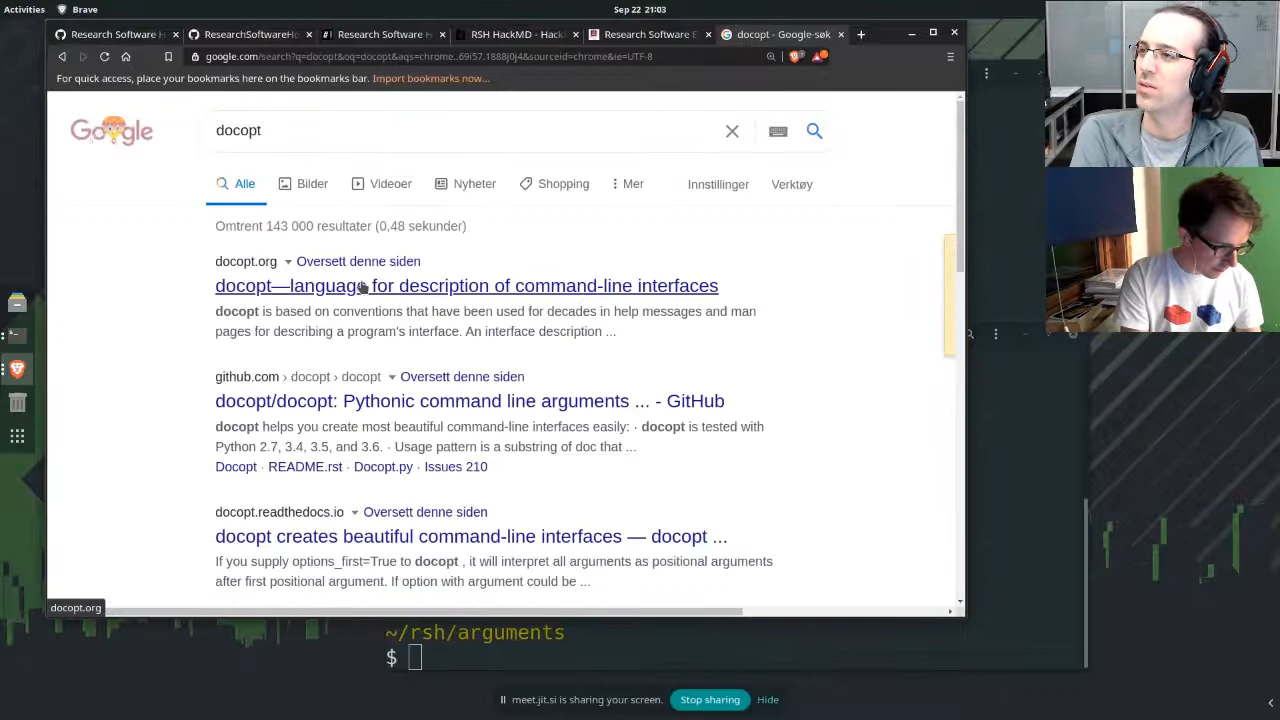 Activities
Brave
Sep 22 21:03
Research Software H
ResearchSoftwareHo
Research Software H
RSH HackMD - Hack
Research Software E
docopt - Google-søk
google.com/search?q=docopt&oq=docopt&aqs=chrome..69i57.1888j0j4&sourceid=chrome&ie=UTF-8
For quick access, place your bookmarks here on the bookmarks bar. Import bookmarks now...
Google
docopt
Alle
Bilder
Videoer
Nyheter
Shopping
Mer
Innstillinger
Verktøy
Omtrent 143 000 resultater (0,48 sekunder)
docopt.org Oversett denne siden
docopt—language for description of command-line interfaces
docopt is based on conventions that have been used for decades in help messages and man
pages for describing a program's interface. An interface description ...
github.com › docopt › docopt Oversett denne siden
docopt/docopt: Pythonic command line arguments ... - GitHub
docopt helps you create most beautiful command-line interfaces easily: · docopt is tested with
Python 2.7, 3.4, 3.5, and 3.6. · Usage pattern is a substring of doc that ...
Docopt · README.rst · Docopt.py · Issues 210
docopt.readthedocs.io Oversett denne siden
docopt creates beautiful command-line interfaces — docopt ...
If you supply options_first=True to docopt , it will interpret all arguments as positional arguments
after first positional argument. If option with argument could be ...
docopt.org
~/rsh/arguments
$
meet.jit.si is sharing your screen.
Stop sharing
Hide